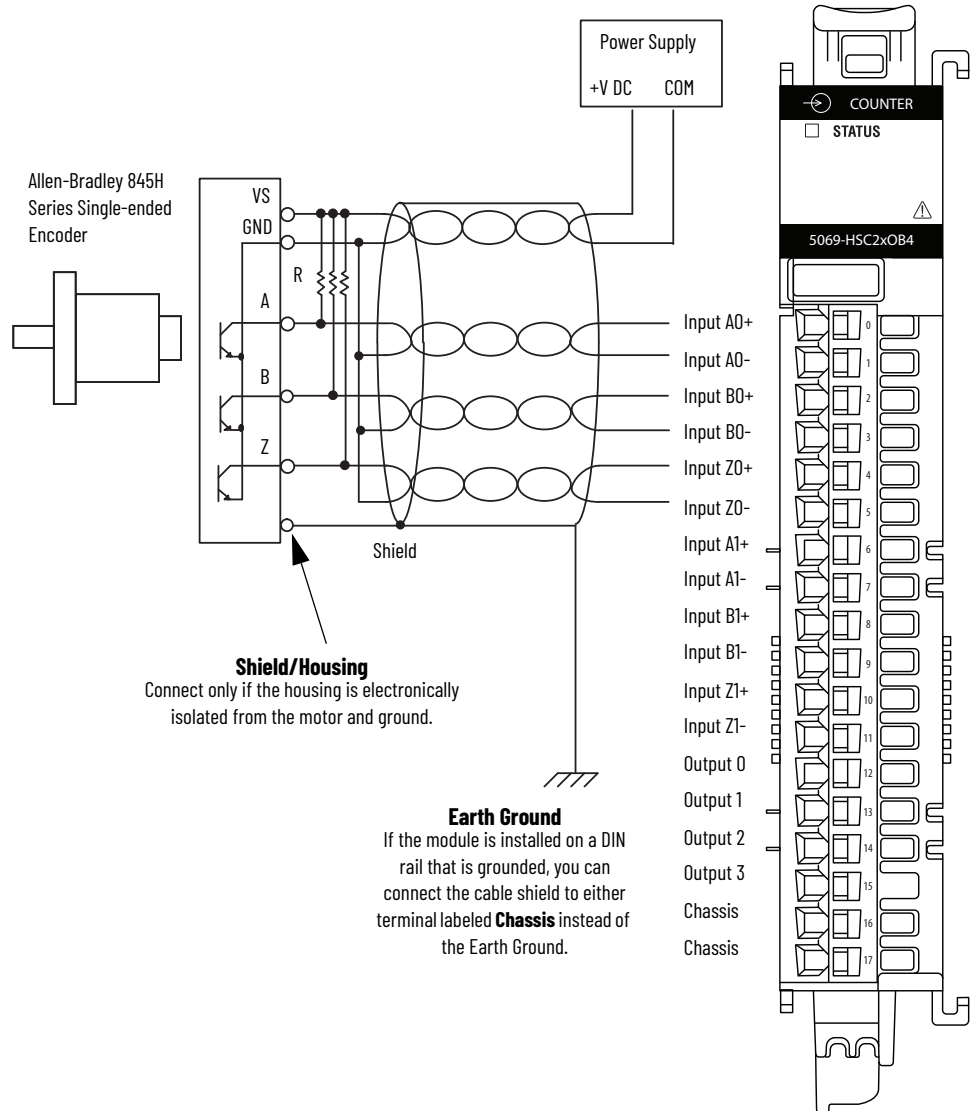 Power Supply
+V DC COM
COUNTER
STATUS
5069-HSC2xOB4
Allen-Bradley 845H
Series Single-ended
Encoder
VS
GND
R
A
B
Z
Shield
Shield/Housing
Connect only if the housing is electronically
isolated from the motor and ground.
Earth Ground
If the module is installed on a DIN
rail that is grounded, you can
connect the cable shield to either
terminal labeled Chassis instead of
the Earth Ground.
Input A0+ 0
Input A0- 1
Input B0+ 2
Input B0- 3
Input Z0+ 4
Input Z0- 5
Input A1+ 6
Input A1- 7
Input B1+ 8
Input B1- 9
Input Z1+ 10
Input Z1- 11
Output 0 12
Output 1 13
Output 2 14
Output 3 15
Chassis 16
Chassis 17